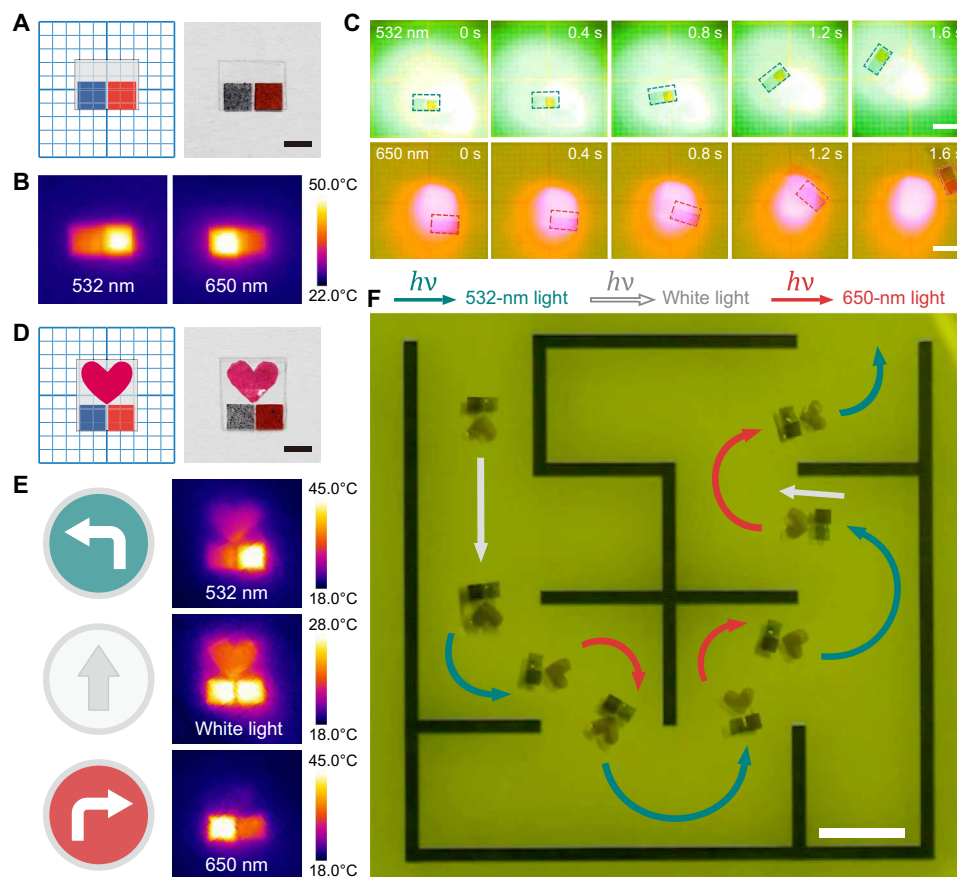 A
C
532 nm 0 s
0.4 s
0.8 s
1.2 s
1.6 s
650 nm 0 s
0.4 s
0.8 s
1.2 s
1.6 s
B
532 nm
650 nm
50.0°C
22.0°C
hν
532-nm light
hν
White light
hν
650-nm light
D
E
532 nm
45.0°C
18.0°C
White light
28.0°C
18.0°C
650 nm
45.0°C
18.0°C
F